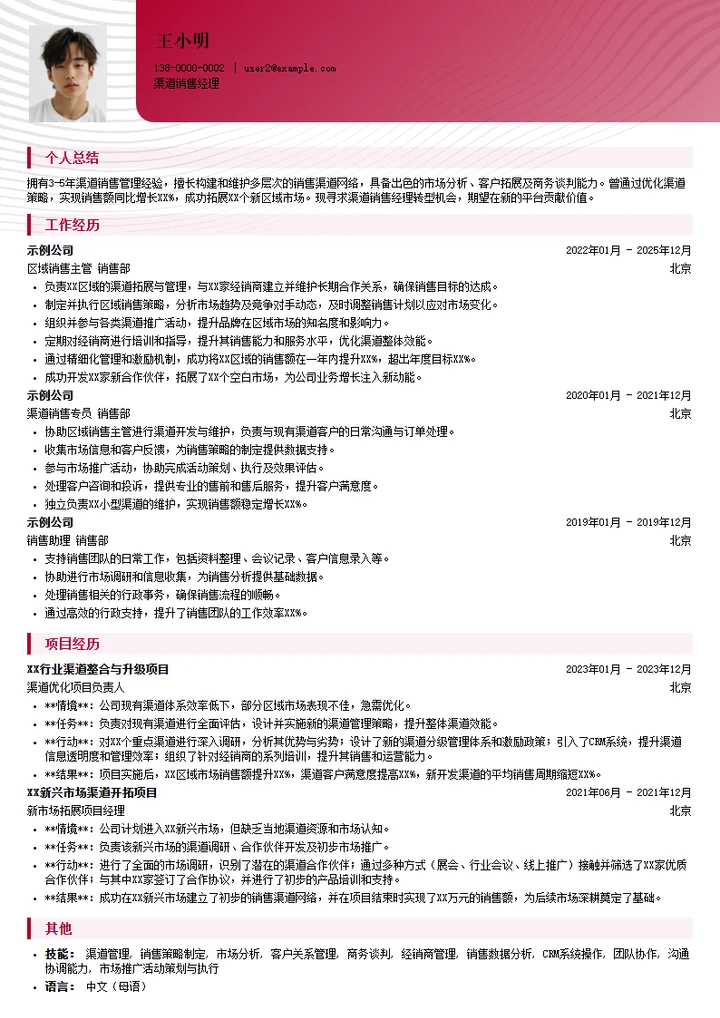 王小明
138-0000-0002 | user2@example.com
渠道销售经理
个人总结
拥有3-5年渠道销售管理经验，擅长构建和维护多层次的销售渠道网络，具备出色的市场分析、客户拓展及商务谈判能力。曾通过优化渠道
策略，实现销售额同比增长XX%，成功拓展XX个新区域市场。现寻求渠道销售经理转型机会，期望在新的平台贡献价值。
工作经历
示例公司 2022年01月 - 2025年12月
区域销售主管 销售部 北京
• 负责XX区域的渠道拓展与管理，与XX家经销商建立并维护长期合作关系，确保销售目标的达成。
• 制定并执行区域销售策略，分析市场趋势及竞争对手动态，及时调整销售计划以应对市场变化。
• 组织并参与各类渠道推广活动，提升品牌在区域市场的知名度和影响力。
• 定期对经销商进行培训和指导，提升其销售能力和服务水平，优化渠道整体效能。
• 通过精细化管理和激励机制，成功将XX区域的销售额在一年内提升XX%，超出年度目标XX%。
• 成功开发XX家新合作伙伴，拓展了XX个空白市场，为公司业务增长注入新动能。
示例公司 2020年01月 - 2021年12月
渠道销售专员 销售部 北京
• 协助区域销售主管进行渠道开发与维护，负责与现有渠道客户的日常沟通与订单处理。
• 收集市场信息和客户反馈，为销售策略的制定提供数据支持。
• 参与市场推广活动，协助完成活动策划、执行及效果评估。
• 处理客户咨询和投诉，提供专业的售前和售后服务，提升客户满意度。
• 独立负责XX小型渠道的维护，实现销售额稳定增长XX%。
示例公司 2019年01月 - 2019年12月
销售助理 销售部 北京
• 支持销售团队的日常工作，包括资料整理、会议记录、客户信息录入等。
• 协助进行市场调研和信息收集，为销售分析提供基础数据。
• 处理销售相关的行政事务，确保销售流程的顺畅。
• 通过高效的行政支持，提升了销售团队的工作效率XX%。
项目经历
XX行业渠道整合与升级项目 2023年01月 - 2023年12月
渠道优化项目负责人 北京
• **情境**：公司现有渠道体系效率低下，部分区域市场表现不佳，急需优化。
• **任务**：负责对现有渠道进行全面评估，设计并实施新的渠道管理策略，提升整体渠道效能。
• **行动**：对XX个重点渠道进行深入调研，分析其优势与劣势；设计了新的渠道分级管理体系和激励政策；引入了CRM系统，提升渠道
信息透明度和管理效率；组织了针对经销商的系列培训，提升其销售和运营能力。
• **结果**：项目实施后，XX区域市场销售额提升XX%，渠道客户满意度提高XX%，新开发渠道的平均销售周期缩短XX%。
XX新兴市场渠道开拓项目 2021年06月 - 2021年12月
新市场拓展项目经理 北京
• **情境**：公司计划进入XX新兴市场，但缺乏当地渠道资源和市场认知。
• **任务**：负责该新兴市场的渠道调研、合作伙伴开发及初步市场推广。
• **行动**：进行了全面的市场调研，识别了潜在的渠道合作伙伴；通过多种方式（展会、行业会议、线上推广）接触并筛选了XX家优质
合作伙伴；与其中XX家签订了合作协议，并进行了初步的产品培训和支持。
• **结果**：成功在XX新兴市场建立了初步的销售渠道网络，并在项目结束时实现了XX万元的销售额，为后续市场深耕奠定了基础。
其他
• 技能： 渠道管理, 销售策略制定, 市场分析, 客户关系管理, 商务谈判, 经销商管理, 销售数据分析, CRM系统操作, 团队协作, 沟通
协调能力, 市场推广活动策划与执行
• 语言： 中文（母语）